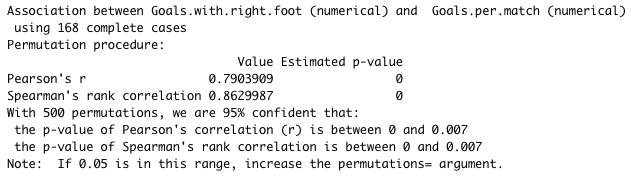 Association between Goals.with.right.foot (numerical) and  Goals.per.match (numerical)
 using 168 complete cases
Permutation procedure:
                                Value Estimated p-value
Pearson's r                 0.7903909                 0
Spearman's rank correlation 0.8629987                 0
With 500 permutations, we are 95% confident that:
 the p-value of Pearson's correlation (r) is between 0 and 0.007
 the p-value of Spearman's rank correlation is between 0 and 0.007
Note:  If 0.05 is in this range, increase the permutations= argument.